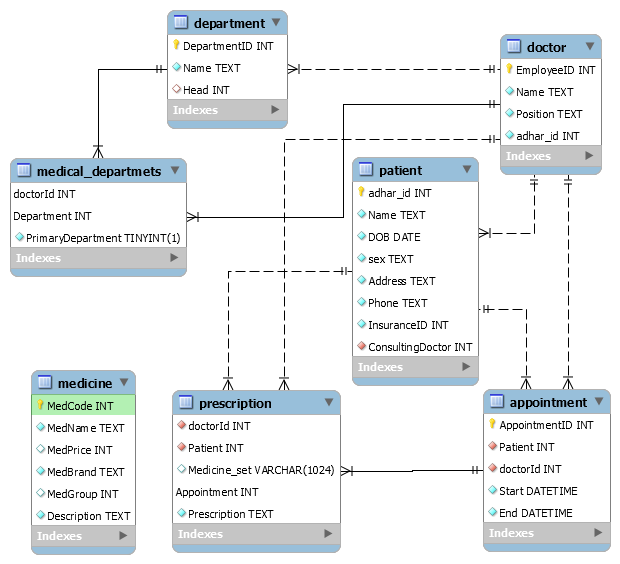 department
DepartmentID INT
Name TEXT
Head INT
Indexes
doctor
EmployeeID INT
Name TEXT
Position TEXT
adhar_id INT
Indexes
medical_departmets
doctorId INT
Department INT
PrimaryDepartment TINYINT(1)
Indexes
patient
adhar_id INT
Name TEXT
DOB DATE
sex TEXT
Address TEXT
Phone TEXT
InsuranceID INT
ConsultingDoctor INT
Indexes
medicine
MedCode INT
MedName TEXT
MedPrice INT
MedBrand TEXT
MedGroup INT
Description TEXT
Indexes
prescription
doctorId INT
Patient INT
Medicine_set VARCHAR(1024)
Appointment INT
Prescription TEXT
Indexes
appointment
AppointmentID INT
Patient INT
doctorId INT
Start DATETIME
End DATETIME
Indexes